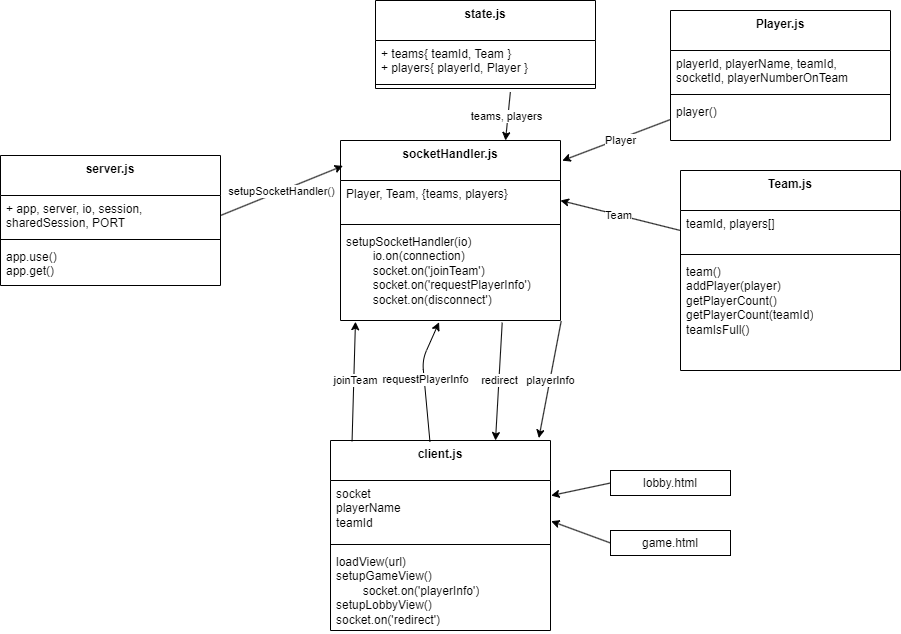 state.js
+ teams{ teamId, Team }
+ players{ playerId, Player }
Player.js
playerId, playerName, teamId,
socketId, playerNumberOnTeam
player()
teams, players
Player
server.js
+ app, server, io, session,
sharedSession, PORT
app.use()
app.get()
setupSocketHandler()
socketHandler.js
Player, Team, {teams, players}
setupSocketHandler(io)
io.on(connection)
socket.on('joinTeam')
socket.on('requestPlayerInfo')
socket.on(disconnect')
Team
Team.js
teamId, players[]
team()
addPlayer(player)
getPlayerCount()
getPlayerCount(teamId)
teamIsFull()
joinTeam
requestPlayerInfo
redirect
playerInfo
client.js
socket
playerName
teamId
loadView(url)
setupGameView()
socket.on('playerInfo')
setupLobbyView()
socket.on('redirect')
lobby.html
game.html